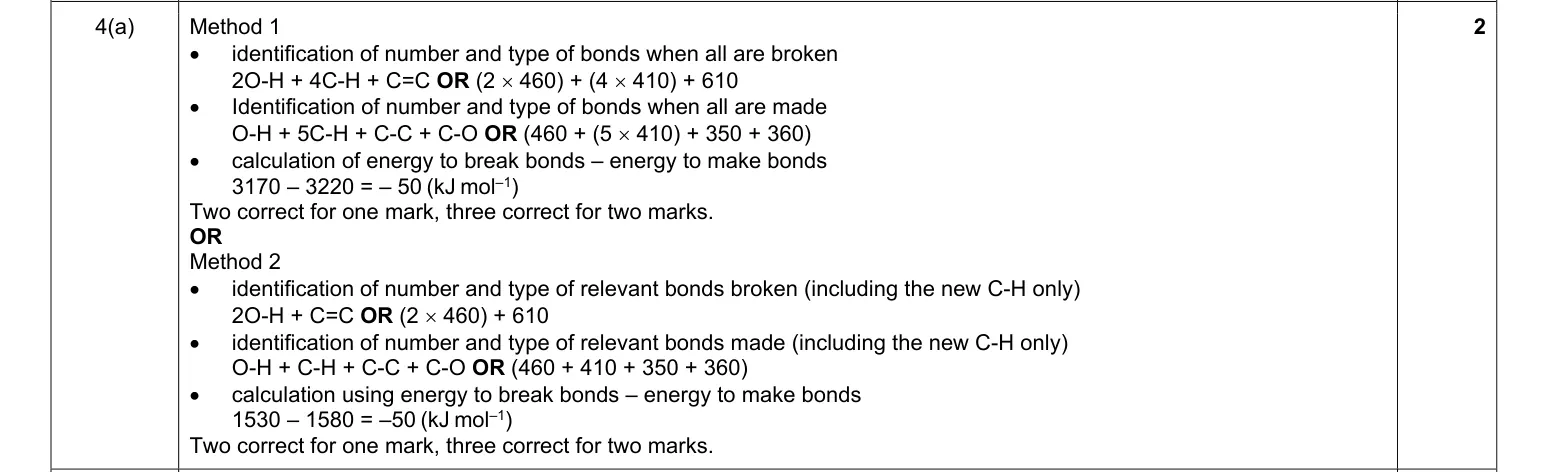 4(a) Method 1 2
• identification of number and type of bonds when all are broken
2O-H + 4C-H + C=C OR (2 × 460) + (4 × 410) + 610
• Identification of number and type of bonds when all are made
O-H + 5C-H + C-C + C-O OR (460 + (5 × 410) + 350 + 360)
• calculation of energy to break bonds – energy to make bonds
3170 – 3220 = – 50 (kJ mol⁻¹)
Two correct for one mark, three correct for two marks.
OR
Method 2
• identification of number and type of relevant bonds broken (including the new C-H only)
2O-H + C=C OR (2 × 460) + 610
• identification of number and type of relevant bonds made (including the new C-H only)
O-H + C-H + C-C + C-O OR (460 + 410 + 350 + 360)
• calculation using energy to break bonds – energy to make bonds
1530 – 1580 = –50 (kJ mol⁻¹)
Two correct for one mark, three correct for two marks.